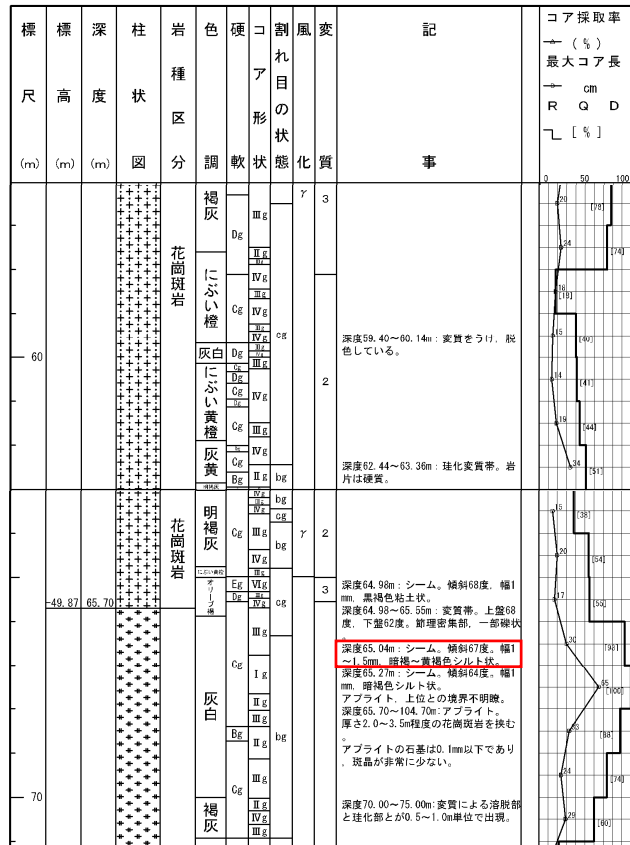 標尺(m)
標高(m)
深度(m)
柱状図
岩種区分
色調
硬軟
コア形状
割れ目の状態
風化
変質
記事
コア採取率
(%)
最大コア長
cm
R Q D
[%]
0 50 100
褐灰
にぶい橙
灰白
にぶい黄橙
灰黄
花崗斑岩
Dg
Cg
Dg
Cg
Dg
Cg
Cg
Cg
Bg
Ⅲg
Ⅱg
Ⅳg
Ⅲg
Ⅳg
Ⅳg
Ⅲg
Ⅳg
Ⅲg
Ⅳg
Ⅱg
cg
bg
γ
3
2
60
深度59.40～60.14m:変質をうけ、脱
色している。
深度62.44～63.36m:珪化変質帯。岩
片は硬質。
20
[78]
24
[74]
18
[19]
15
[40]
14
[41]
19
[44]
34
[51]
花崗斑岩
明褐灰
オリーブ褐
Cg
Eg
Dg
Ⅳg
Ⅳg
Ⅲg
Ⅳg
Ⅲg
Ⅵg
Ⅳg
bg
cg
bg
cg
γ
2
3
-49.87
65.70
深度64.98m:シーム。傾斜68度、幅1
mm、黒褐色粘土状。
深度64.98～65.55m:変質帯。上盤68
度、下盤62度。節理密集部、一部礫状
。
深度65.04m:シーム。傾斜67度。幅1
～1.5mm、暗褐～黄褐色シルト状。
深度65.27m:シーム。傾斜64度。幅1
mm、暗褐色シルト状。
アプライト、上位との境界不明瞭。
深度65.70～104.70m:アプライト。
厚さ2.0～3.5m程度の花崗斑岩を挟む
。
アプライトの石基は0.1mm以下であり
、斑晶が非常に少ない。
深度70.00～75.00m:変質による溶脱部
と珪化部とが0.5～1.0m単位で出現。
灰白
褐灰
Cg
Bg
Cg
Ⅲg
Ⅰg
Ⅱg
Ⅲg
Ⅱg
Ⅲg
Ⅱg
Ⅳg
Ⅲg
bg
70
15
[38]
20
[54]
17
[55]
30
[93]
65
[100]
33
[88]
24
[74]
29
[60]